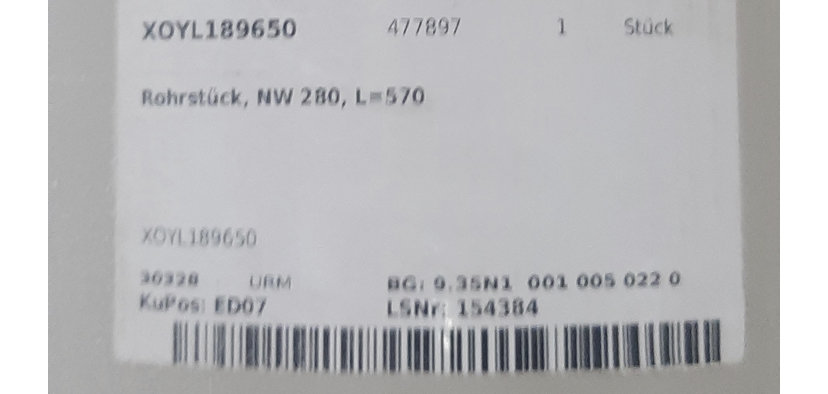 XOYL189650 477897 1 Stück
Rohrstück, NW 280, L=570
XOYL189650
30320 URM BG: 9.35N1 001 005 022 0
KuPos: ED07 LSNr: 154384